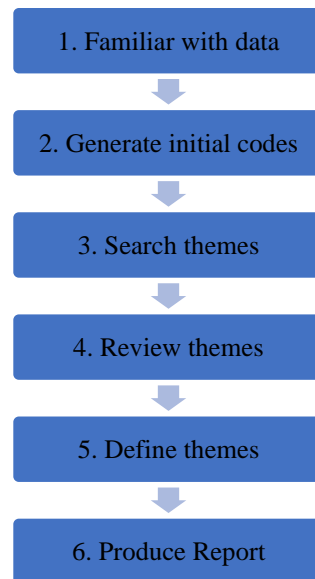 1. Familiar with data
2. Generate initial codes
3. Search themes
4. Review themes
5. Define themes
6. Produce Report